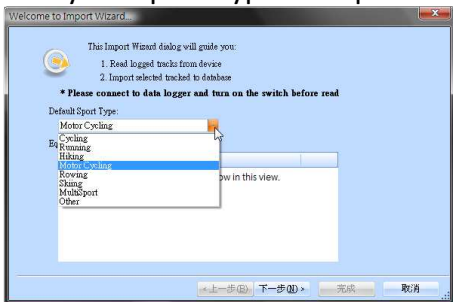 Welcome to Import Wizard...
This Import Wizard dialog will guide you:
1. Read logged tracks from device
2. Import selected tracked to database
* Please connect to data logger and turn on the switch before read
Default Sport Type:
Motor Cycling
Cycling
Running
Hiking
Motor Cycling
Rowing
Skiing
MultiSport
Other
Eq
ow in this view.
<上一步(B) 下一步(N)> 完成 取消